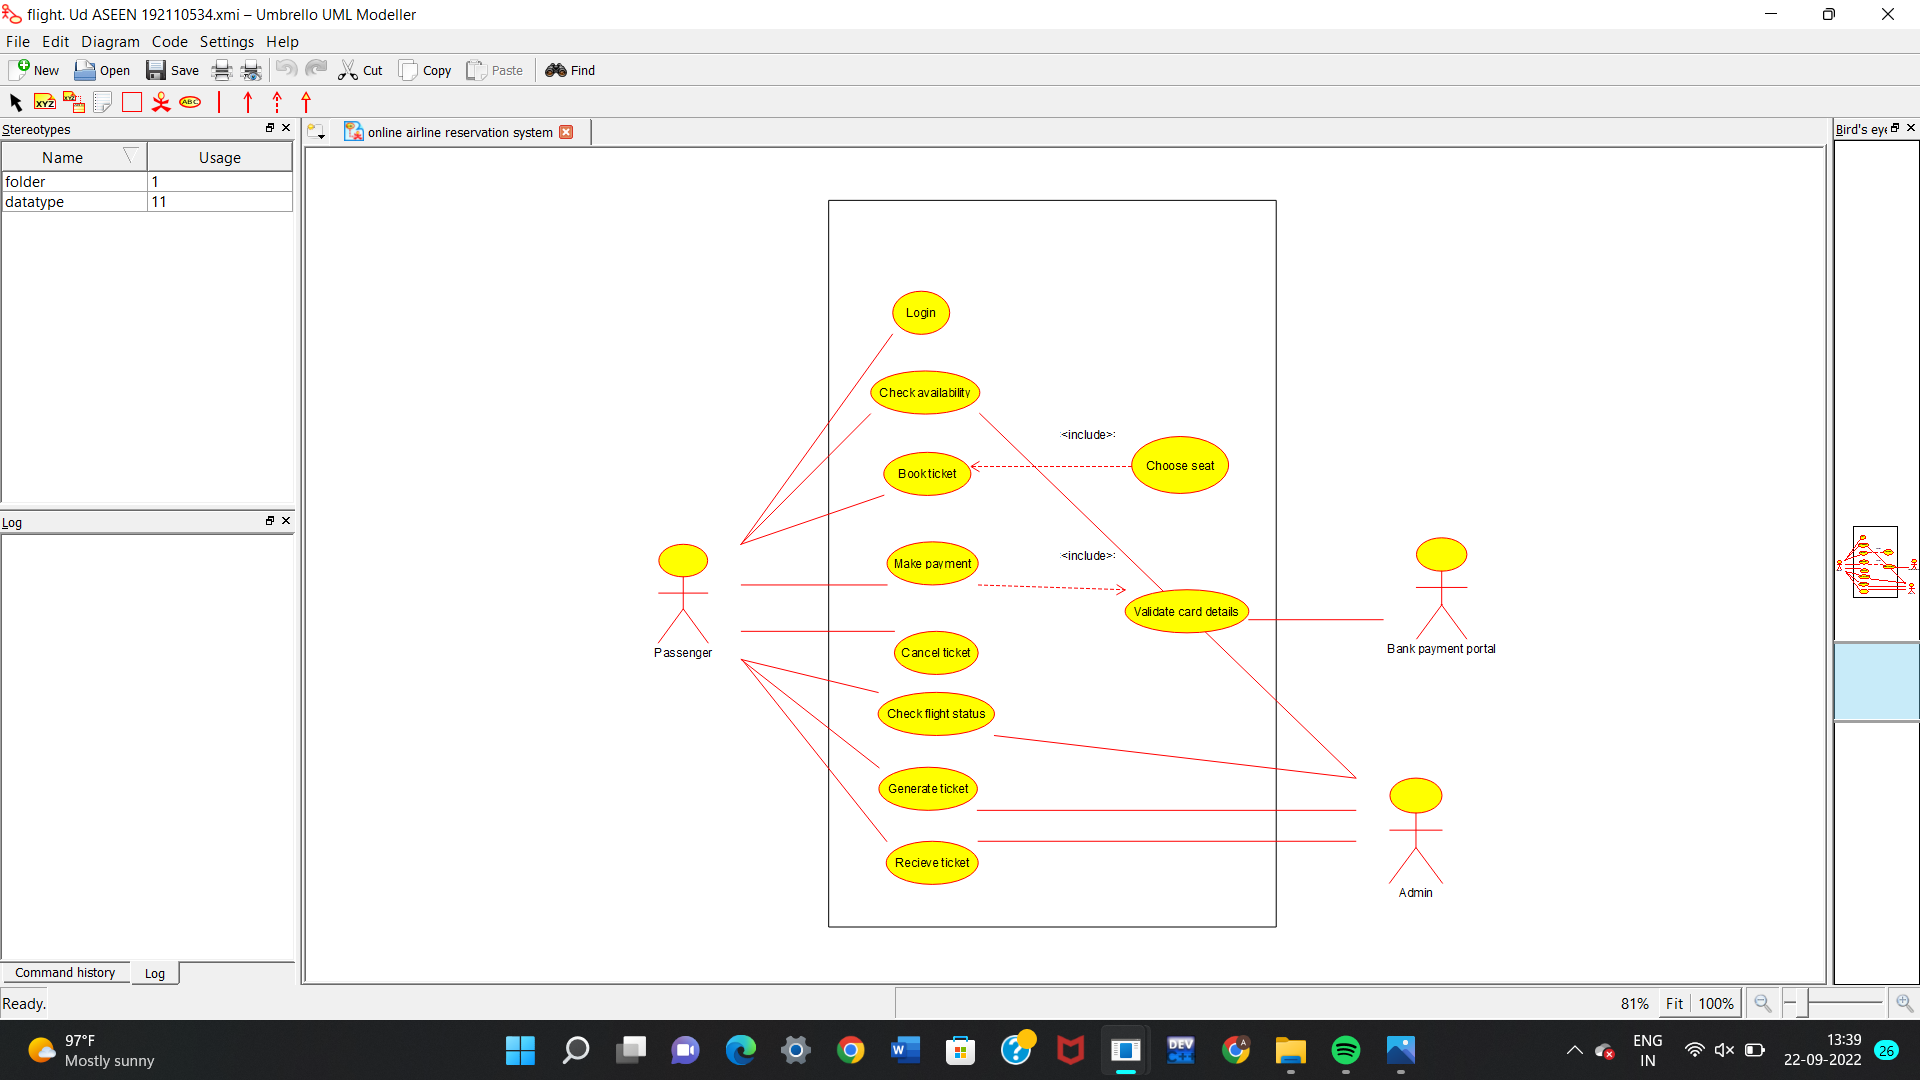 flight. Ud ASEEN 192110534.xmi – Umbrello UML Modeller
File Edit Diagram Code Settings Help
New Open Save Cut Copy Paste Find
XYZ XYZ ABC
Stereotypes
Name Usage
folder 1
datatype 11
Log
Command history Log
Ready.
online airline reservation system
Login
Check availability
<include>
Book ticket
Choose seat
Make payment
<include>
Validate card details
Cancel ticket
Passenger
Bank payment portal
Check flight status
Generate ticket
Recieve ticket
Admin
Bird's eye
81% Fit 100%
97°F
Mostly sunny
DEV
C++
A
ENG
IN
13:39
22-09-2022
26